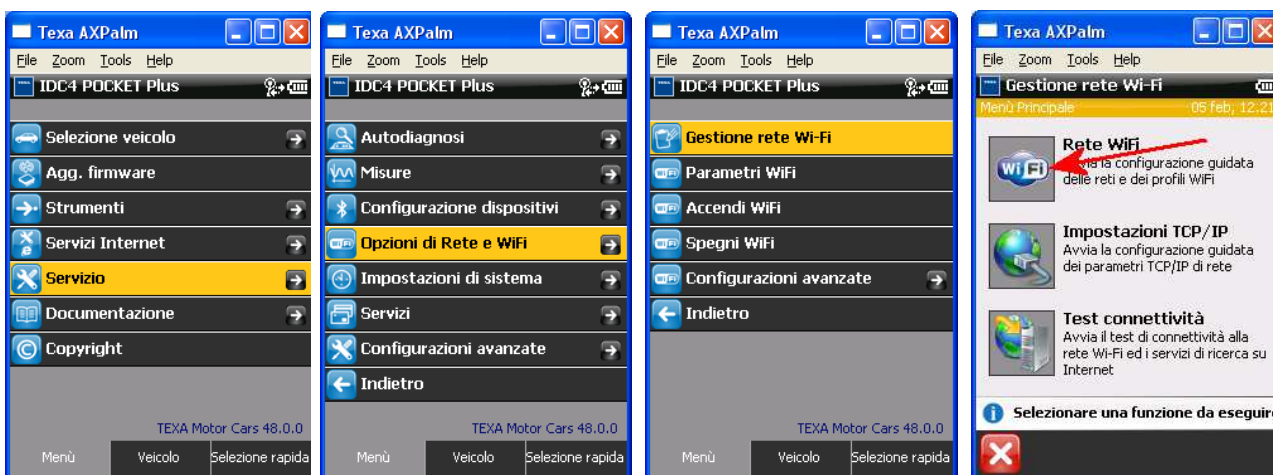 Texa AXPalm
File Zoom Tools Help
IDC4 POCKET Plus
Selezione veicolo
Agg. firmware
Strumenti
Servizi Internet
Servizio
Documentazione
Copyright
TEXA Motor Cars 48.0.0
Menù Veicolo Selezione rapida
Texa AXPalm
File Zoom Tools Help
IDC4 POCKET Plus
Autodiagnosi
Misure
Configurazione dispositivi
Opzioni di Rete e WiFi
Impostazioni di sistema
Servizi
Configurazioni avanzate
Indietro
TEXA Motor Cars 48.0.0
Menù Veicolo Selezione rapida
Texa AXPalm
File Zoom Tools Help
IDC4 POCKET Plus
Gestione rete Wi-Fi
Parametri WiFi
Accendi WiFi
Spegni WiFi
Configurazioni avanzate
Indietro
TEXA Motor Cars 48.0.0
Menù Veicolo Selezione rapida
Texa AXPalm
File Zoom Tools Help
Gestione rete Wi-Fi
Menù Principale 05 feb, 12.21
Wi Fi
Rete WiFi
Avvia la configurazione guidata
delle reti e dei profili WiFi
Impostazioni TCP/IP
Avvia la configurazione guidata
dei parametri TCP/IP di rete
Test connettività
Avvia il test di connettività alla
rete Wi-Fi ed i servizi di ricerca su
Internet
Selezionare una funzione da eseguire